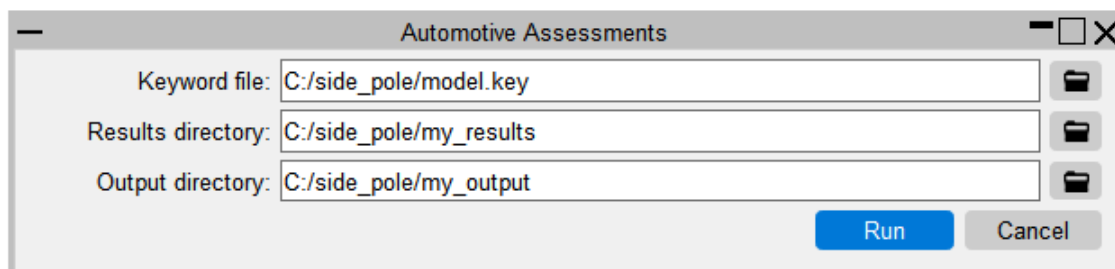 Automotive Assessments
Keyword file: C:/side_pole/model.key
Results directory: C:/side_pole/my_results
Output directory: C:/side_pole/my_output
Run Cancel